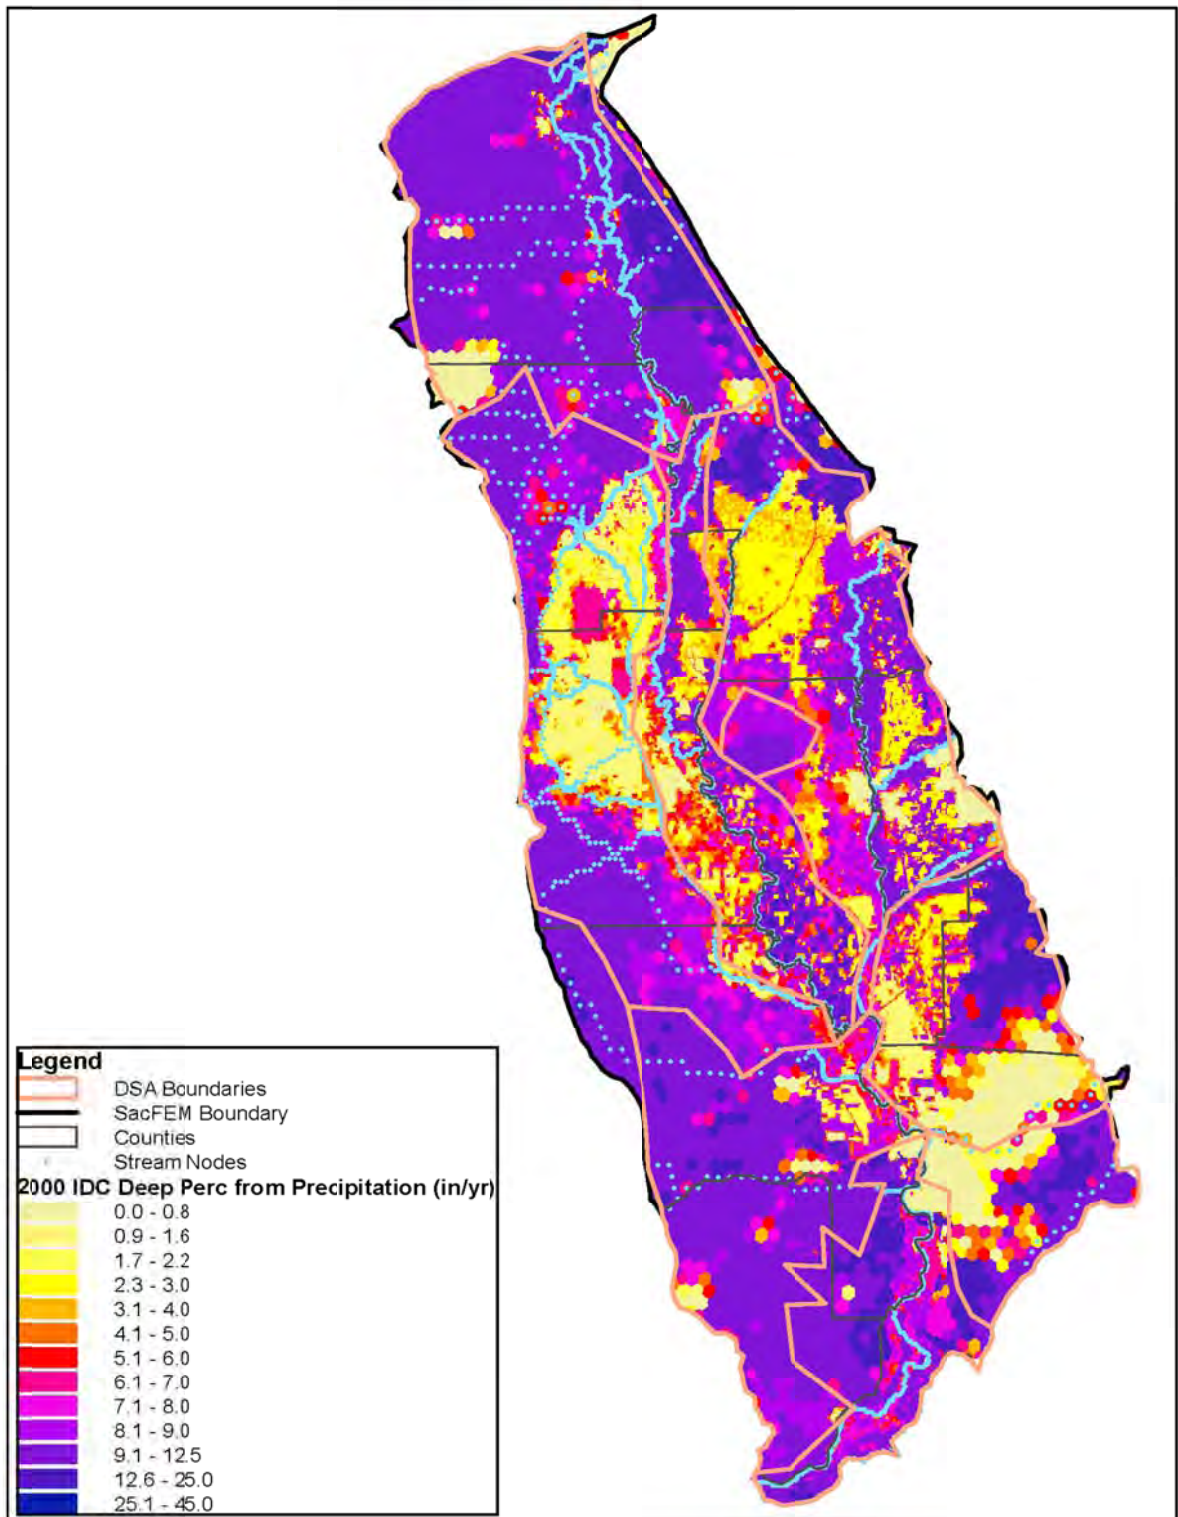 Legend
DSA Boundaries
SacFEM Boundary
Counties
Stream Nodes
2000 IDC Deep Perc from Precipitation (in/yr)
0.0 - 0.8
0.9 - 1.6
1.7 - 2.2
2.3 - 3.0
3.1 - 4.0
4.1 - 5.0
5.1 - 6.0
6.1 - 7.0
7.1 - 8.0
8.1 - 9.0
9.1 - 12.5
12.6 - 25.0
25.1 - 45.0